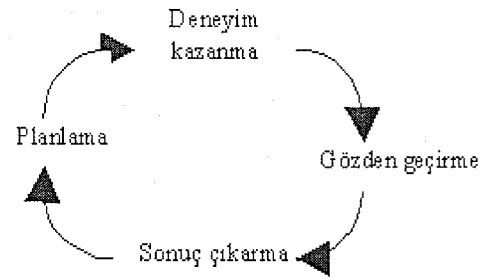 Deneyim
kazanma
Planlama
Gözden geçirme
Sonuç çıkarma